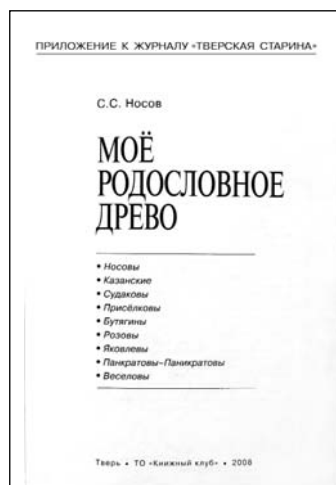 ПРИЛОЖЕНИЕ К ЖУРНАЛУ «ТВЕРСКАЯ СТАРИНА»
С.С. Носов
МОЁ
РОДОСЛОВНОЕ
ДРЕВО
• Носовы
• Казанские
• Судаковы
• Присёлковы
• Бутягины
• Розовы
• Яковлевы
• Панкратовы–Паникратовы
• Веселовы
Тверь • ТО «Книжный клуб» • 2008